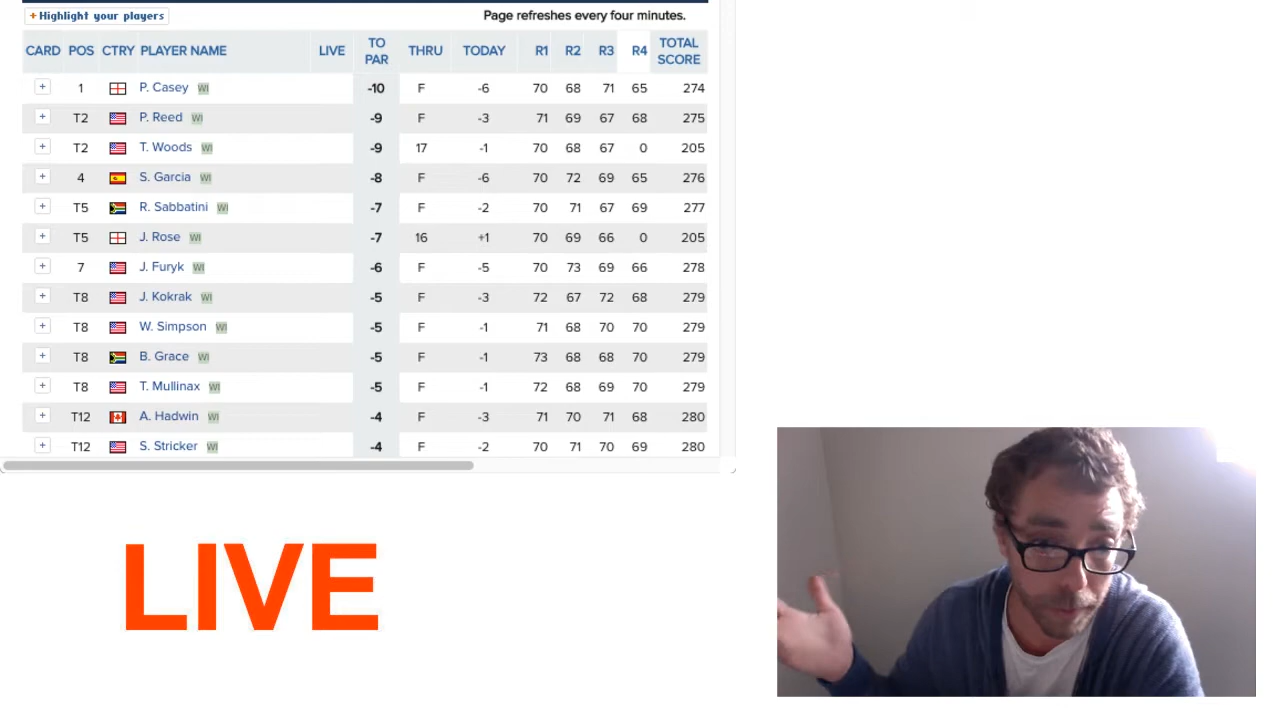 + Highlight your players
Page refreshes every four minutes.
CARD POS CTRY PLAYER NAME LIVE TO PAR THRU TODAY R1 R2 R3 R4 TOTAL SCORE
+ 1 P. Casey WI -10 F -6 70 68 71 65 274
+ T2 P. Reed WI -9 F -3 71 69 67 68 275
+ T2 T. Woods WI -9 17 -1 70 68 67 0 205
+ 4 S. Garcia WI -8 F -6 70 72 69 65 276
+ T5 R. Sabbatini WI -7 F -2 70 71 67 69 277
+ T5 J. Rose WI -7 16 +1 70 69 66 0 205
+ 7 J. Furyk WI -6 F -5 70 73 69 66 278
+ T8 J. Kokrak WI -5 F -3 72 67 72 68 279
+ T8 W. Simpson WI -5 F -1 71 68 70 70 279
+ T8 B. Grace WI -5 F -1 73 68 68 70 279
+ T8 T. Mullinax WI -5 F -1 72 68 69 70 279
+ T12 A. Hadwin WI -4 F -3 71 70 71 68 280
+ T12 S. Stricker WI -4 F -2 70 71 70 69 280
LIVE